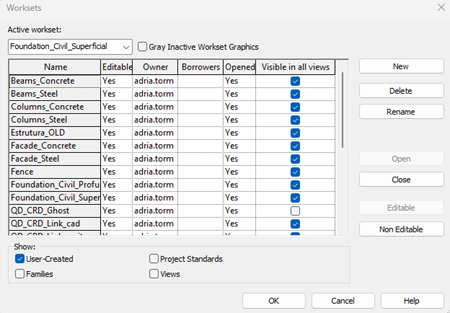 Worksets
Active workset:
Foundation_Civil_Superficial
Gray Inactive Workset Graphics
Name Editable Owner Borrowers Opened Visible in all views
Beams_Concrete Yes adria.torm Yes
Beams_Steel Yes adria.torm Yes
Columns_Concrete Yes adria.torm Yes
Columns_Steel Yes adria.torm Yes
Estrutura_OLD Yes adria.torm Yes
Facade_Concrete Yes adria.torm Yes
Facade_Steel Yes adria.torm Yes
Fence Yes adria.torm Yes
Foundation_Civil_Profu Yes adria.torm Yes
Foundation_Civil_Super Yes adria.torm Yes
QD_CRD_Ghost Yes adria.torm Yes
QD_CRD_Link_cad Yes adria.torm Yes
New
Delete
Rename
Open
Close
Editable
Non Editable
Show:
User-Created Project Standards
Families Views
OK Cancel Help